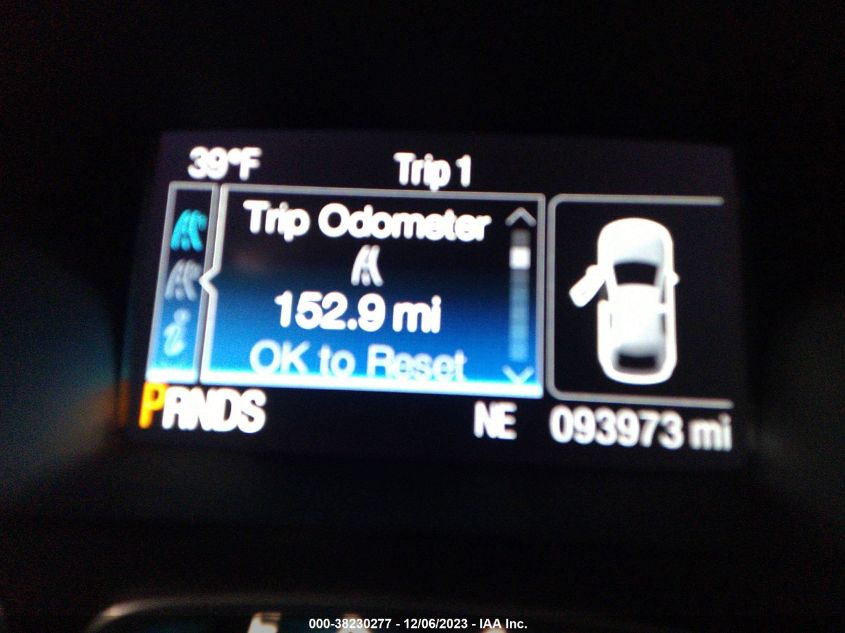 39°F
Trip 1
Trip Odometer
152.9 mi
OK to Reset
PRNDS
NE
093973 mi
000-38230277 - 12/06/2023 - IAA Inc.